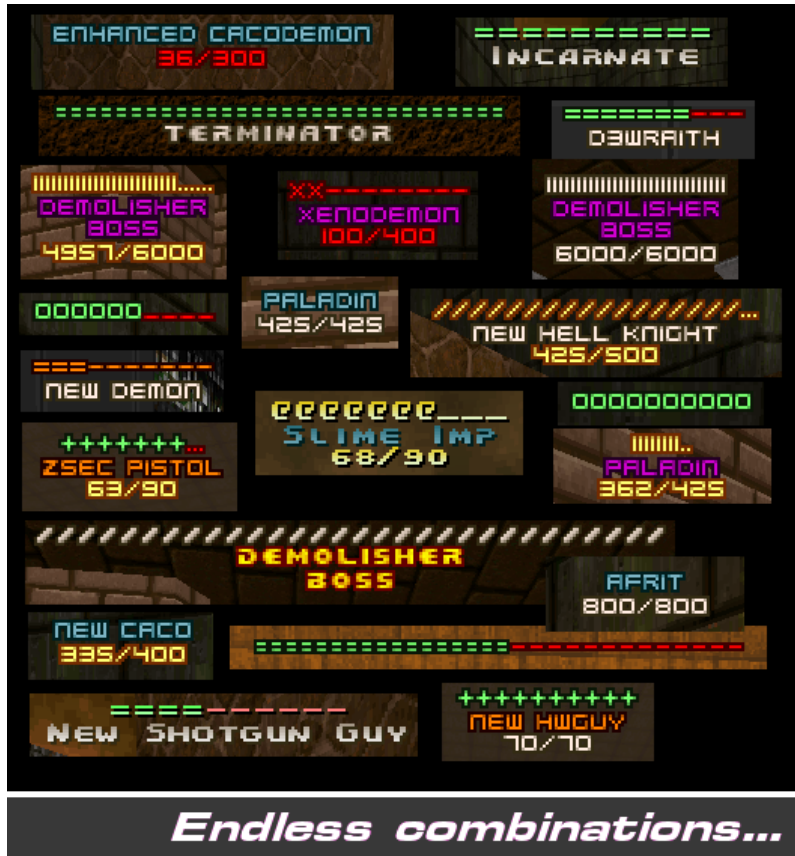 ENHANCED CACODEMON
36/300
==========
INCARNATE
TERMINATOR
=======---
D3WRAITH
DEMOLISHER
BOSS
4957/6000
XX--------
XENODEMON
100/400
DEMOLISHER
BOSS
6000/6000
OOOOOO____
PALADIN
425/425
NEW HELL KNIGHT
425/500
===-------
NEW DEMON
@@@@@@@___
SLIME IMP
68/90
OOOOOOOOOO
+++++++...
ZSEC PISTOL
63/90
||||||||..
PALADIN
362/425
DEMOLISHER
BOSS
AFRIT
800/800
NEW CACO
335/400
====------
NEW SHOTGUN GUY
++++++++++
NEW HWGUY
70/70
Endless combinations...